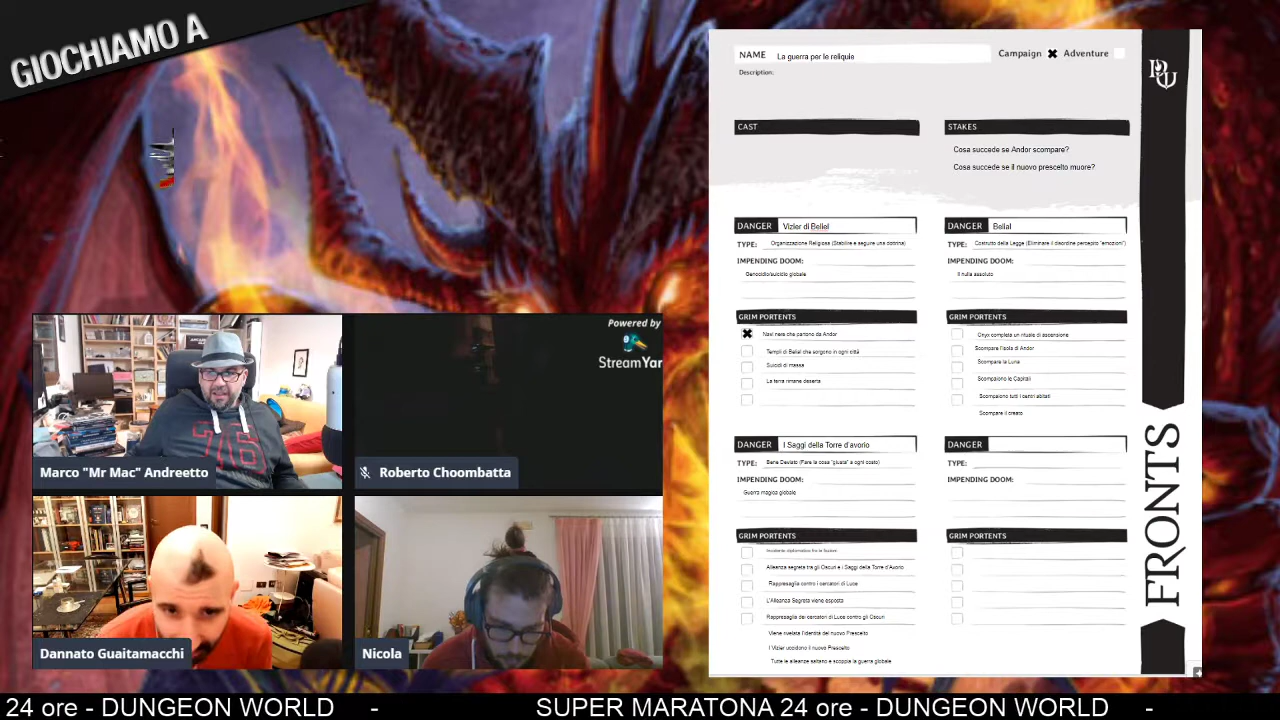 GIOCHIAMO A
NAME La guerra per le reliquie
Campaign Adventure
Description:
CAST
STAKES
Cosa succede se Andor scompare?
Cosa succede se il nuovo prescelto muore?
DANGER Vizier di Beliel
TYPE: Organizzazione Religiosa (Stabilire e seguire una dottrina)
IMPENDING DOOM:
Genocidio/suicidio globale
GRIM PORTENTS
Navi nere che partono da Andor
Templi di Belial che sorgono in ogni città
Suicidi di massa
La terra rimane deserta
DANGER Belial
TYPE: Costrutto della Legge (Eliminare il disordine percepito "emozioni")
IMPENDING DOOM:
Il nulla assoluto
GRIM PORTENTS
Onyx completa un rituale di ascensione
Scompare l'isola di Andor
Scompare la Luna
Scompaiono le Capitali
Scompaiono tutti i centri abitati
Scompare il creato
DANGER I Saggi della Torre d'avorio
TYPE: Bene Deviato (Fare la cosa "giusta" a ogni costo)
IMPENDING DOOM:
Guerra magica globale
GRIM PORTENTS
Incidente diplomatico fra le fazioni
Alleanza segreta tra gli Oscuri e i Saggi della Torre d'Avorio
Rappresaglia contro i cercatori di Luce
L'Alleanza Segreta viene esposta
Rappresaglia dei cercatori di Luce contro gli Oscuri
Viene rivelata l'identità del nuovo Prescelto
I Vizier uccidono il nuovo Prescelto
Tutte le alleanze saltano e scoppia la guerra globale
DANGER
TYPE:
IMPENDING DOOM:
GRIM PORTENTS
FRONTS
Powered by
StreamYar
76
Marco "Mr Mac" Andreetto
Roberto Choombatta
Dannato Guaitamacchi
Nicola
24 ore - DUNGEON WORLD - SUPER MARATONA 24 ore - DUNGEON WORLD -